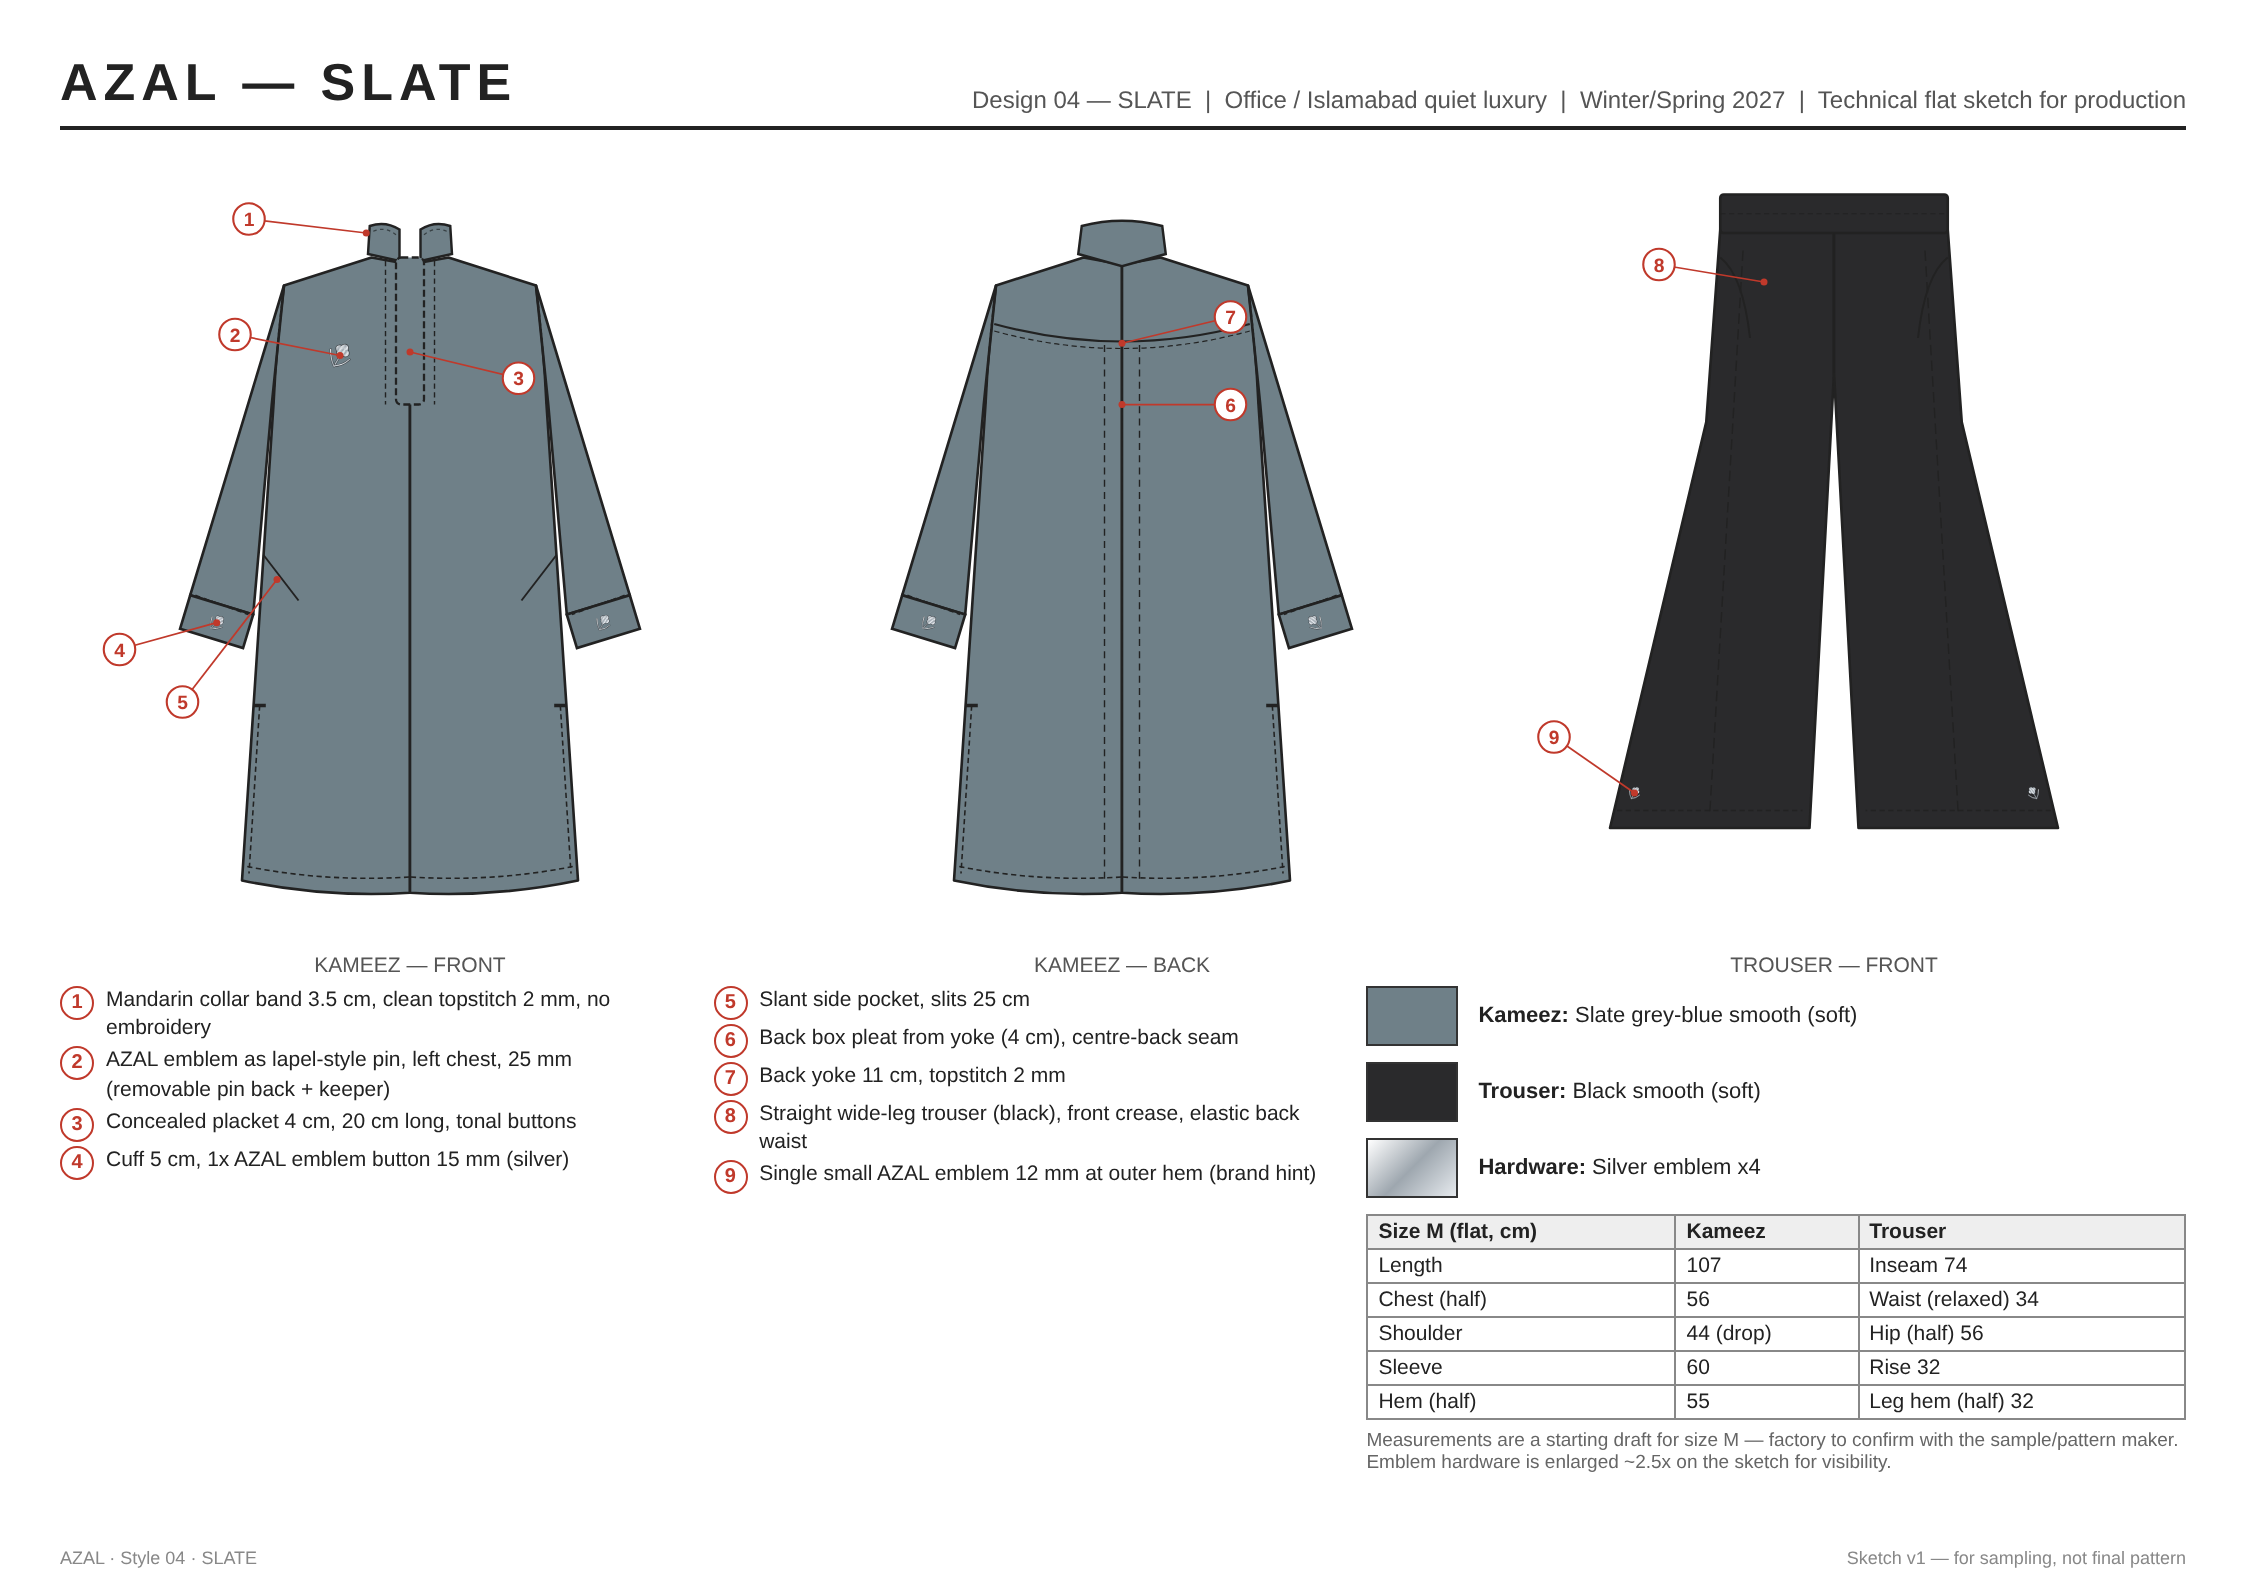 AZAL — SLATE
Design 04 — SLATE | Office / Islamabad quiet luxury | Winter/Spring 2027 | Technical flat sketch for production
1
2
3
4
5
7
6
8
9
KAMEEZ — FRONT
KAMEEZ — BACK
TROUSER — FRONT
1 Mandarin collar band 3.5 cm, clean topstitch 2 mm, no
embroidery
2 AZAL emblem as lapel-style pin, left chest, 25 mm
(removable pin back + keeper)
3 Concealed placket 4 cm, 20 cm long, tonal buttons
4 Cuff 5 cm, 1x AZAL emblem button 15 mm (silver)
5 Slant side pocket, slits 25 cm
6 Back box pleat from yoke (4 cm), centre-back seam
7 Back yoke 11 cm, topstitch 2 mm
8 Straight wide-leg trouser (black), front crease, elastic back
waist
9 Single small AZAL emblem 12 mm at outer hem (brand hint)
Kameez: Slate grey-blue smooth (soft)
Trouser: Black smooth (soft)
Hardware: Silver emblem x4
Size M (flat, cm) Kameez Trouser
Length 107 Inseam 74
Chest (half) 56 Waist (relaxed) 34
Shoulder 44 (drop) Hip (half) 56
Sleeve 60 Rise 32
Hem (half) 55 Leg hem (half) 32
Measurements are a starting draft for size M — factory to confirm with the sample/pattern maker.
Emblem hardware is enlarged ~2.5x on the sketch for visibility.
AZAL · Style 04 · SLATE
Sketch v1 — for sampling, not final pattern